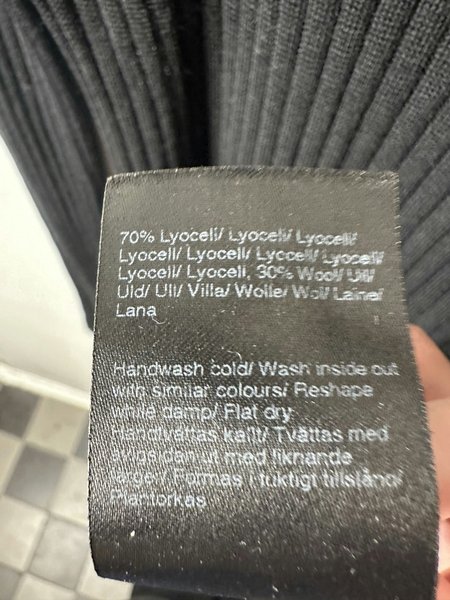 70% Lyocell/ Lyocell/ Lyocell/
Lyocell/ Lyocell/ Lyocell/ Lyocell/
Lyocell/ Lyocell, 30% Wool/ Ull/
Uld/ Ull/ Villa/ Wolle/ Wol/ Laine/
Lana
Handwash cold/ Wash inside out
with similar colours/ Reshape
while damp/ Flat dry
Handtvättas kallt/ Tvättas med
avigsidan ut med liknande
färger/ Formas i fuktigt tillstånd/
Plantorkas